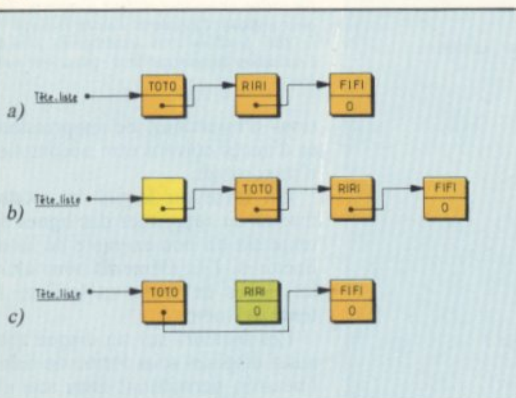 TOTO RIRI FIFI
a) Tête.liste 0
TOTO RIRI FIFI
b) Tête.liste 0
TOTO RIRI FIFI
c) Tête.liste 0 0